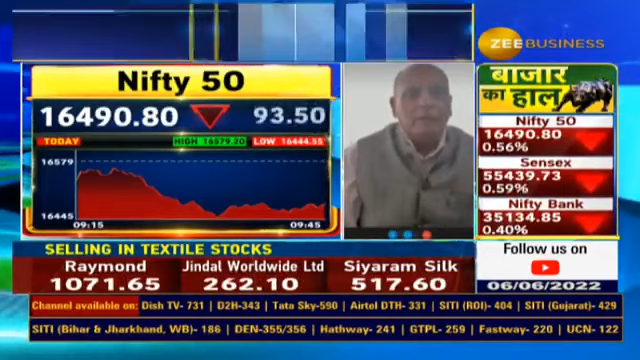 ZEE BUSINESS
Nifty 50
16490.80 93.50
TODAY HIGH 16579.20 LOW 16444.55
16579
16445
09:15 09:45
बाजार
का हाल
Nifty 50
16490.80
0.56%
Sensex
55439.73
0.59%
Nifty Bank
35134.85
0.40%
SELLING IN TEXTILE STOCKS
Raymond Jindal Worldwide Ltd Siyaram Silk
1071.65 262.10 517.60
Follow us on
06/06/2022
Channel available on: Dish TV- 731 | D2H-343 | Tata Sky-590 | Airtel DTH- 331 | SITI (ROI)- 404 | SITI (Gujarat)- 429
SITI (Bihar & Jharkhand, WB)- 186 | DEN-355/356 | Hathway- 241 | GTPL- 259 | Fastway- 220 | UCN- 122